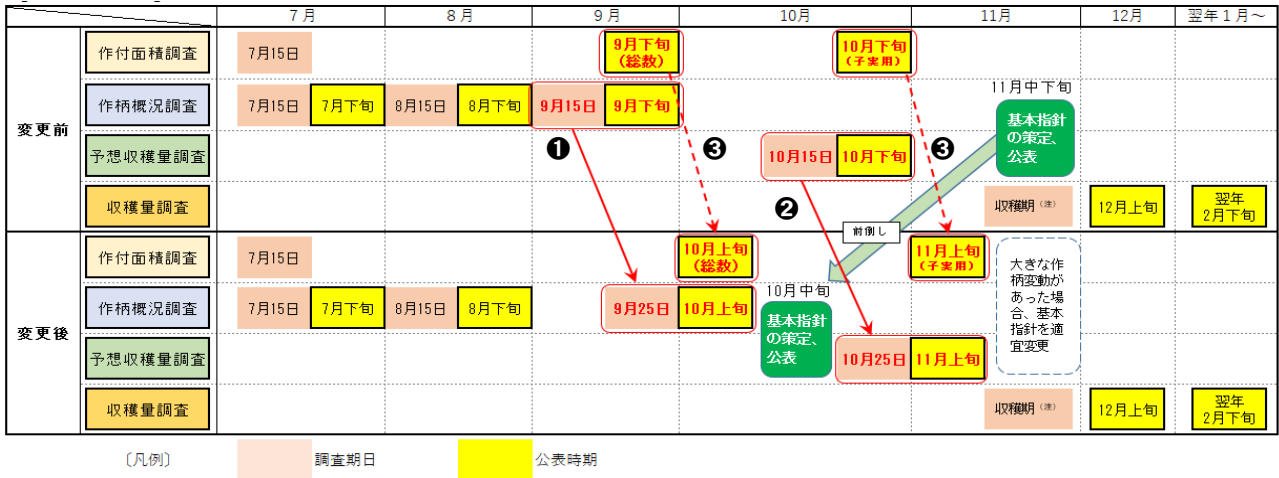 7月 8月 9月 10月 11月 12月 翌年1月～
変更前
作付面積調査 7月15日 9月下旬 10月下旬
(総数) (子実用)
11月中下旬
作柄概況調査 7月15日 7月下旬 8月15日 8月下旬 9月15日 9月下旬
基本指針
の策定、
公表
❶ ❸ ❸
予想収穫量調査 10月15日 10月下旬
❷
収穫量調査 収穫期(注) 12月上旬 翌年
2月下旬
前倒し
変更後
作付面積調査 7月15日 10月上旬 11月上旬
(総数) (子実用)
大きな作
柄変動が
あった場
合、基本
指針を適
宜変更
10月中旬
作柄概況調査 7月15日 7月下旬 8月15日 8月下旬 9月25日 10月上旬
基本指針
の策定、
公表
予想収穫量調査 10月25日 11月上旬
収穫量調査 収穫期(注) 12月上旬 翌年
2月下旬
〔凡例〕 調査期日 公表時期